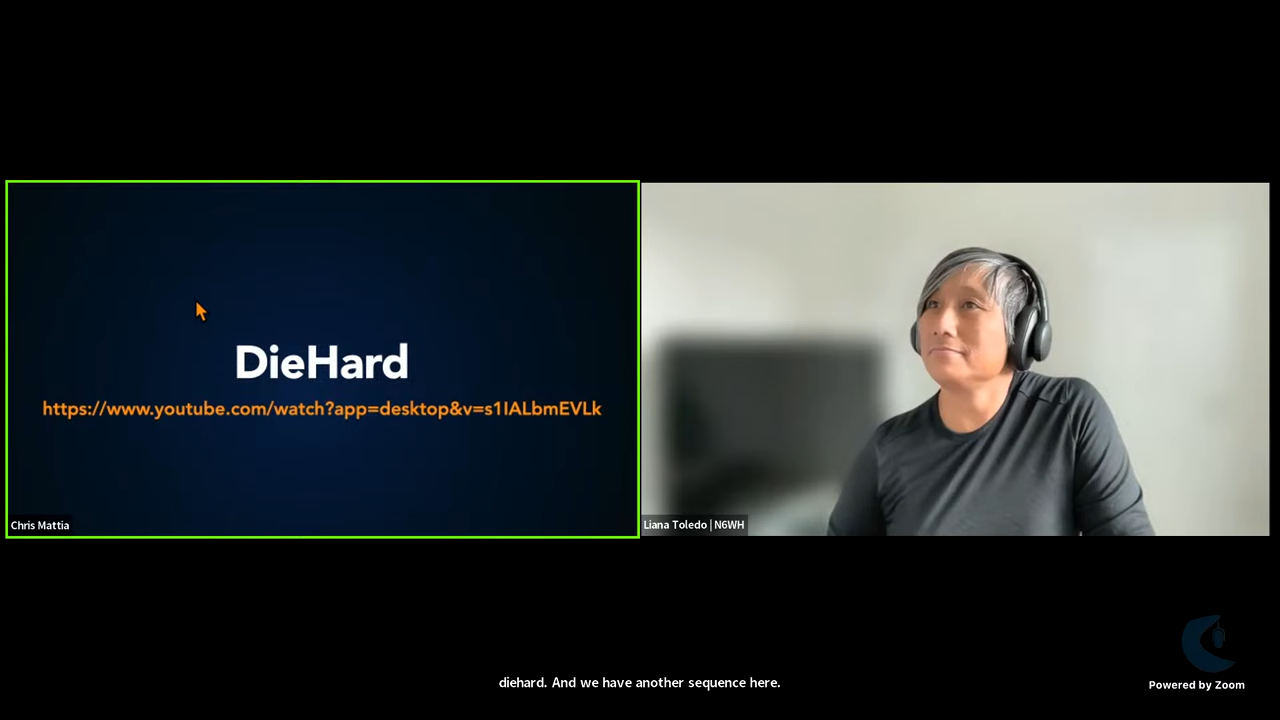 DieHard
https://www.youtube.com/watch?app=desktop&v=s1IALbmEVLk
Chris Mattia
Liana Toledo | N6WH
diehard. And we have another sequence here.
Powered by Zoom